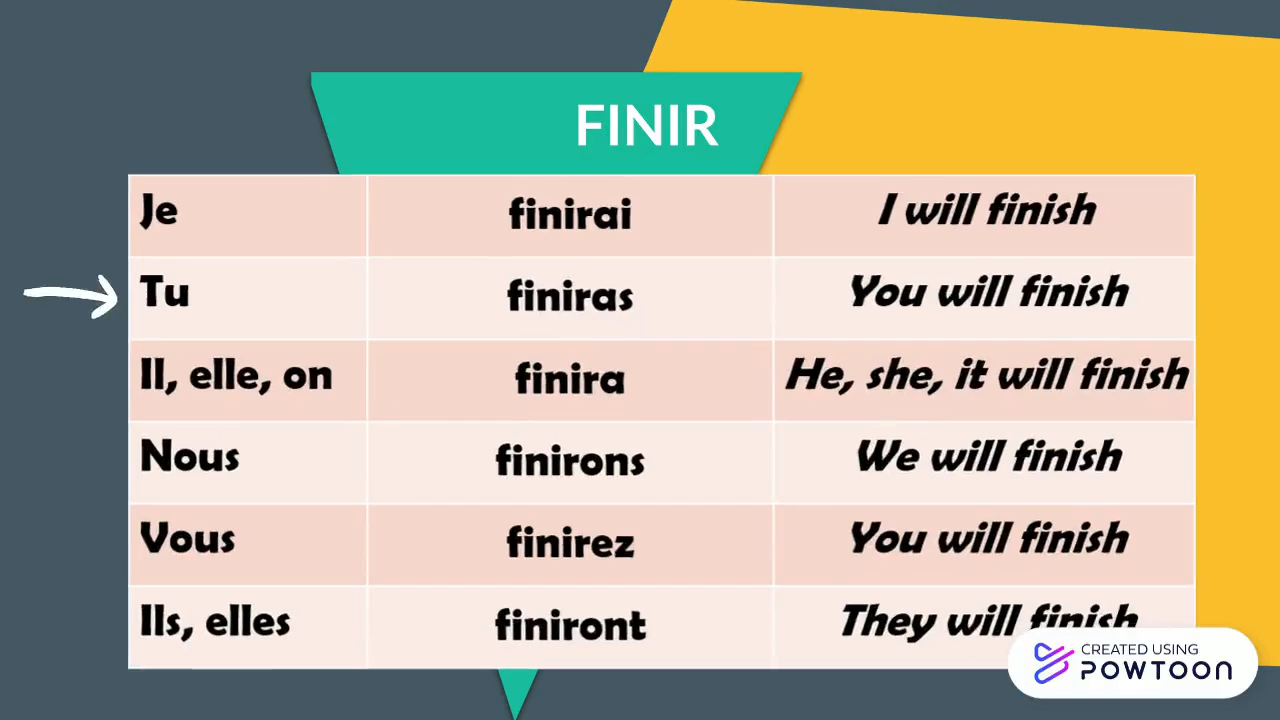 FINIR
Je finirai I will finish
Tu finiras You will finish
Il, elle, on finira He, she, it will finish
Nous finirons We will finish
Vous finirez You will finish
Ils, elles finiront They will finish
CREATED USING
POWTOON